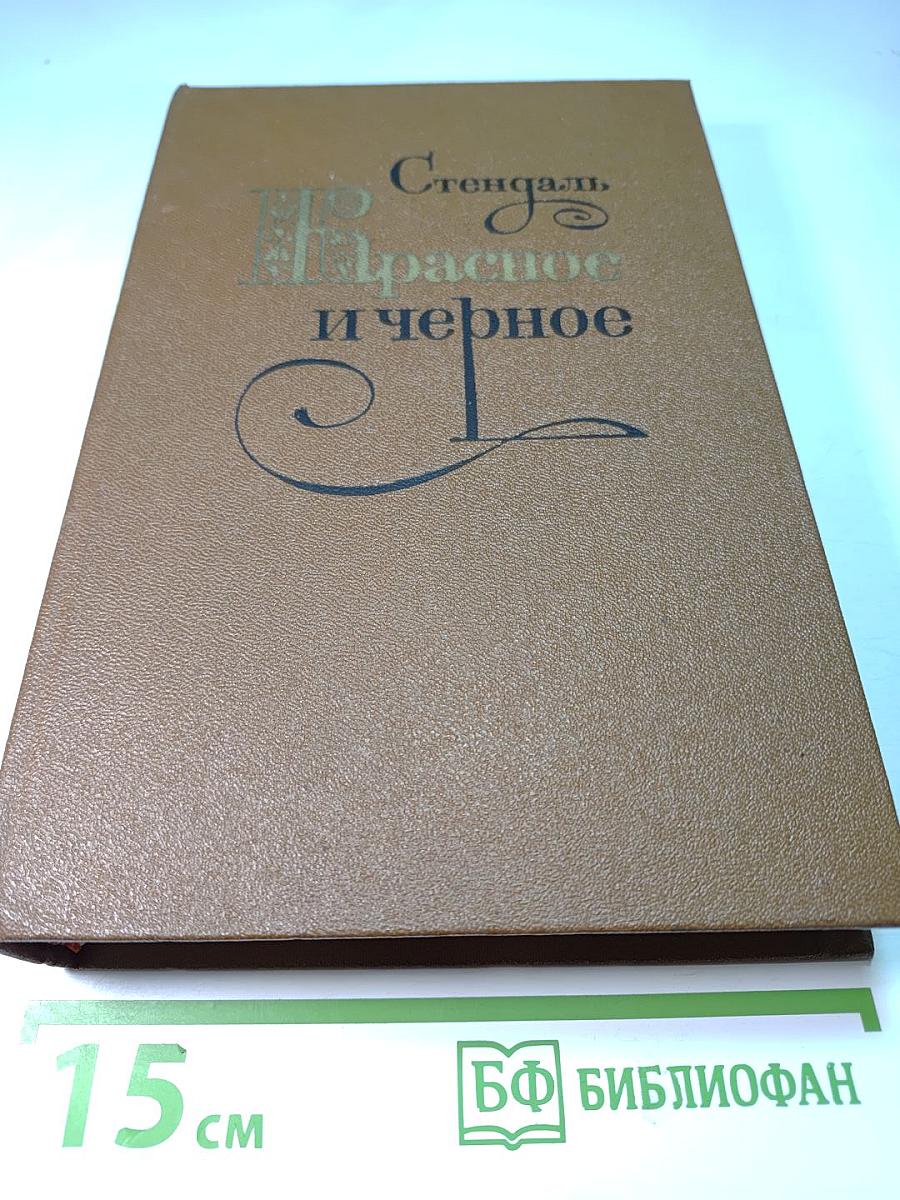 Стендаль
Красное
и черное
15 см
БФ БИБЛИОФАН